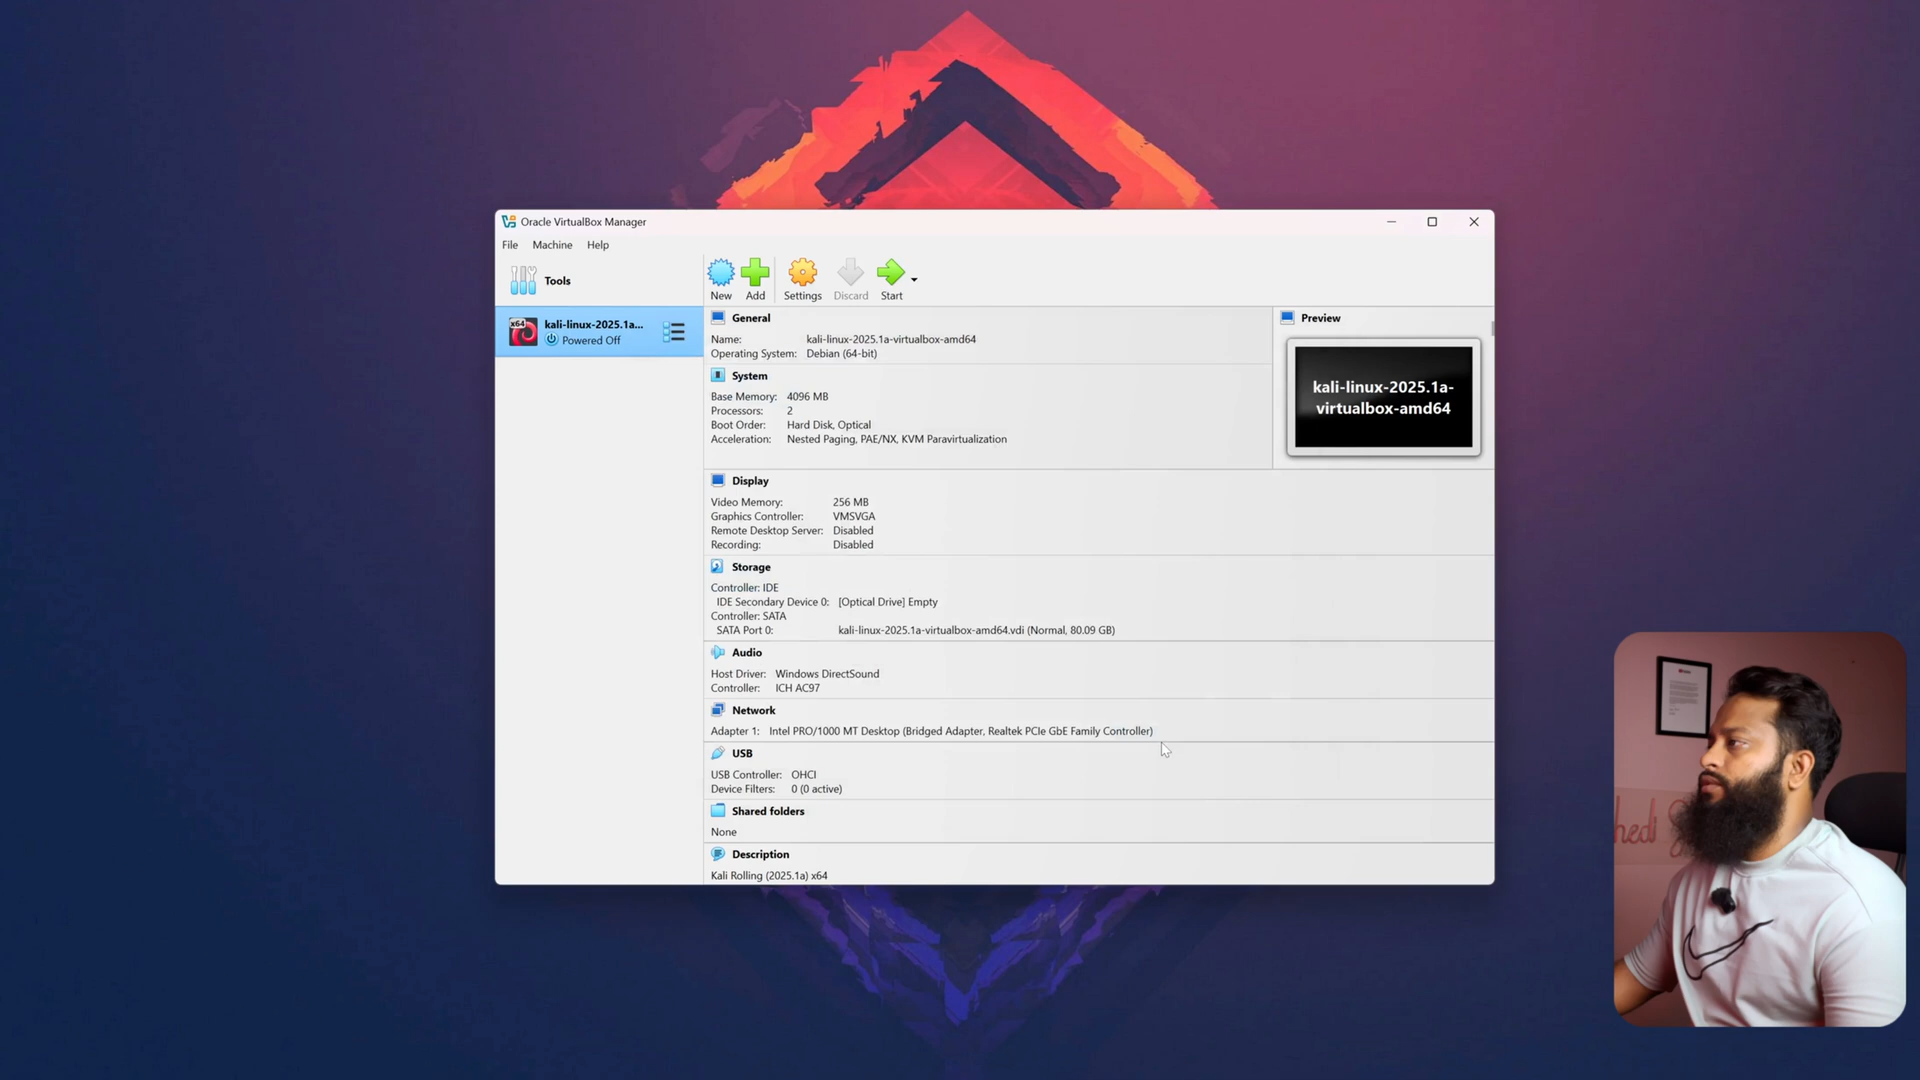 Oracle VirtualBox Manager
File Machine Help
Tools
New Add Settings Discard Start
x64
kali-linux-2025.1a...
Powered Off
General
Name: kali-linux-2025.1a-virtualbox-amd64
Operating System: Debian (64-bit)
System
Base Memory: 4096 MB
Processors: 2
Boot Order: Hard Disk, Optical
Acceleration: Nested Paging, PAE/NX, KVM Paravirtualization
Preview
kali-linux-2025.1a-
virtualbox-amd64
Display
Video Memory: 256 MB
Graphics Controller: VMSVGA
Remote Desktop Server: Disabled
Recording: Disabled
Storage
Controller: IDE
IDE Secondary Device 0: [Optical Drive] Empty
Controller: SATA
SATA Port 0: kali-linux-2025.1a-virtualbox-amd64.vdi (Normal, 80.09 GB)
Audio
Host Driver: Windows DirectSound
Controller: ICH AC97
Network
Adapter 1: Intel PRO/1000 MT Desktop (Bridged Adapter, Realtek PCIe GbE Family Controller)
USB
USB Controller: OHCI
Device Filters: 0 (0 active)
Shared folders
None
Description
Kali Rolling (2025.1a) x64
hedi